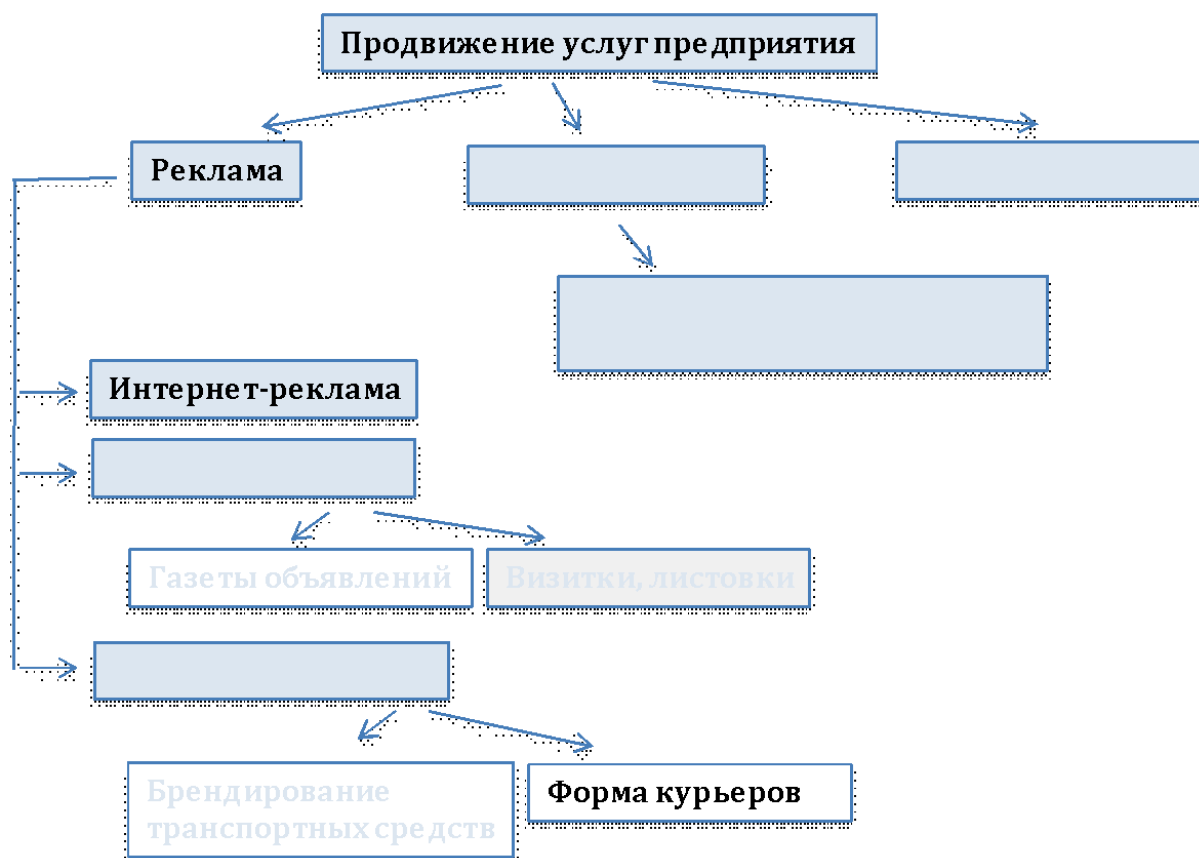 Продвижение услуг предприятия
Реклама
Интернет-реклама
Газеты объявлений
Визитки, листовки
Брендирование
транспортных средств
Форма курьеров